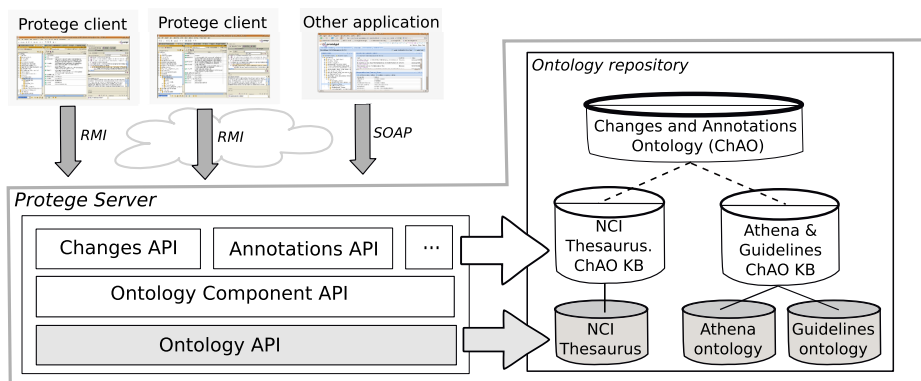 Protege client
Protege client
Other application
RMI
RMI
SOAP
Protege Server
Changes API
Annotations API
...
Ontology Component API
Ontology API
Ontology repository
Changes and Annotations
Ontology (ChAO)
NCI
Thesaurus.
ChAO KB
Athena &
Guidelines
ChAO KB
NCI
Thesaurus
Athena
ontology
Guidelines
ontology